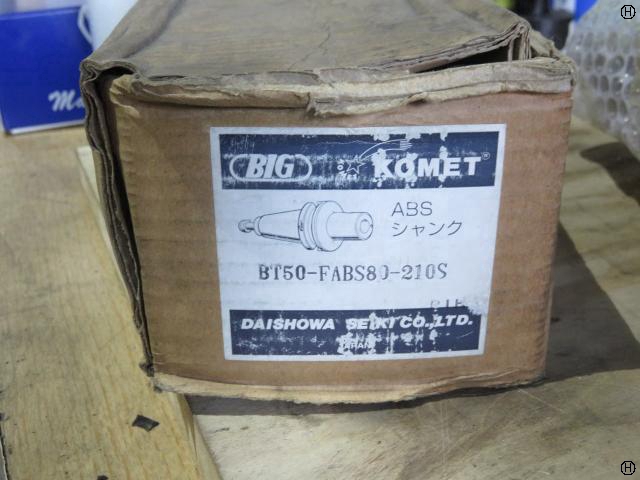 BIG KOMET®
ABS
シャンク
BT50-FABS80-210S
DAISHOWA SEIKI CO.,LTD.
H
H